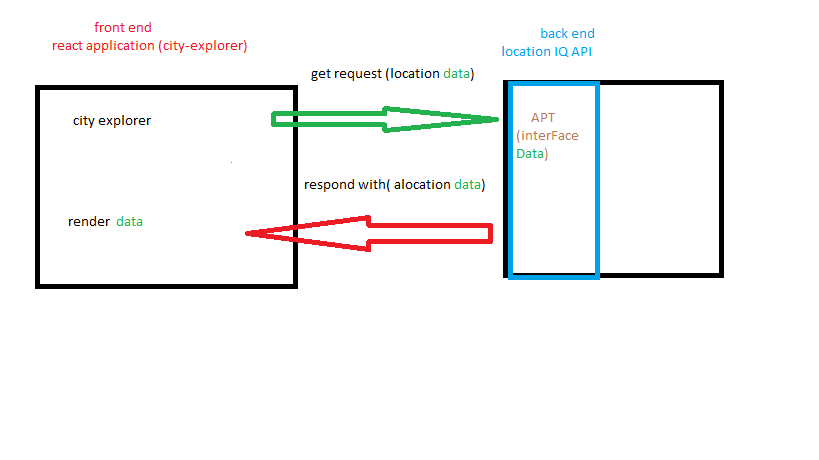 front end
react application (city-explorer)
back end
location IQ API
get request (location data)
city explorer
APT
(interFace
Data)
respond with( alocation data)
render data